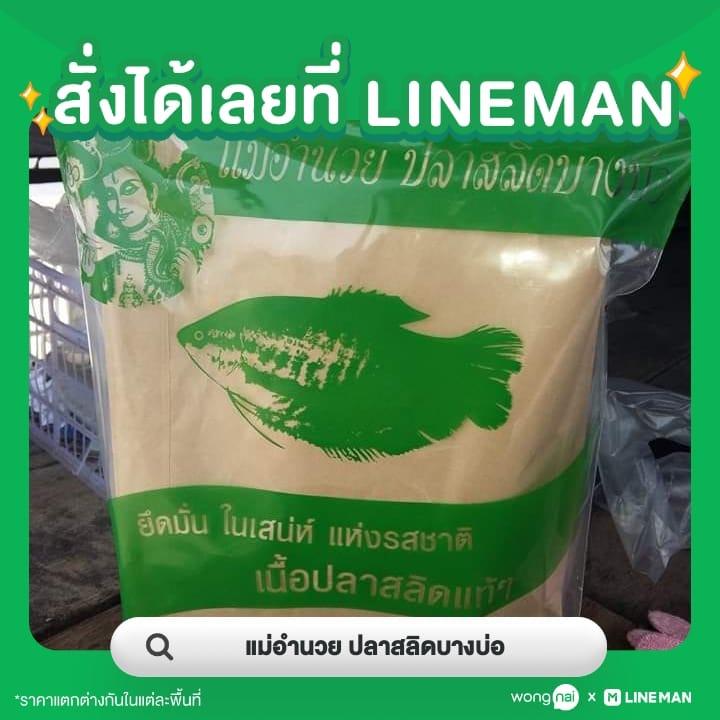 สั่งได้เลยที่ LINEMAN
แม่อำนวย ปลาสลิดบางบ่อ
ยึดมั่น ในเสน่ห์ แห่งรสชาติ
เนื้อปลาสลิดแท้ๆ
แม่อำนวย ปลาสลิดบางบ่อ
*ราคาแตกต่างกันในแต่ละพื้นที่
wongnai x M LINEMAN